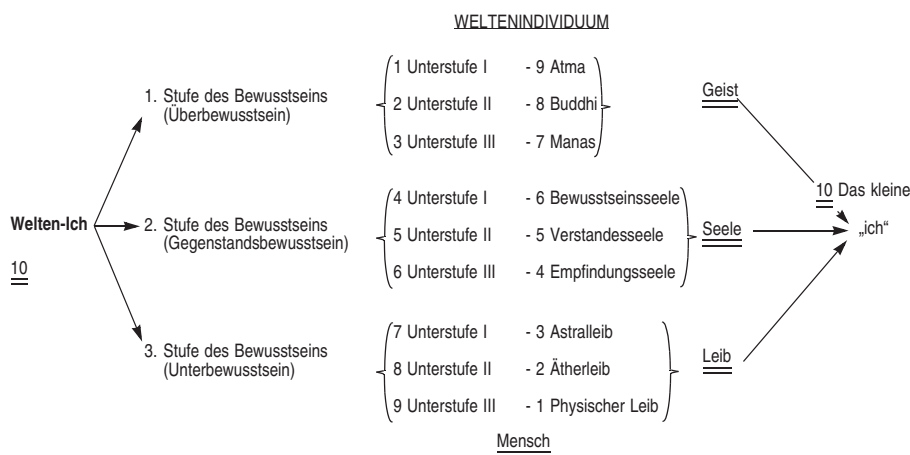 WELTENINDIVIDUUM
1 Unterstufe I - 9 Atma
1. Stufe des Bewusstseins 2 Unterstufe II - 8 Buddhi Geist
(Überbewusstsein)
3 Unterstufe III - 7 Manas
4 Unterstufe I - 6 Bewusstseinsseele 10 Das kleine
Welten-Ich 2. Stufe des Bewusstseins 5 Unterstufe II - 5 Verstandesseele Seele „ich“
(Gegenstandsbewusstsein)
10 6 Unterstufe III - 4 Empfindungsseele
7 Unterstufe I - 3 Astralleib
3. Stufe des Bewusstseins 8 Unterstufe II - 2 Ätherleib Leib
(Unterbewusstsein)
9 Unterstufe III - 1 Physischer Leib
Mensch